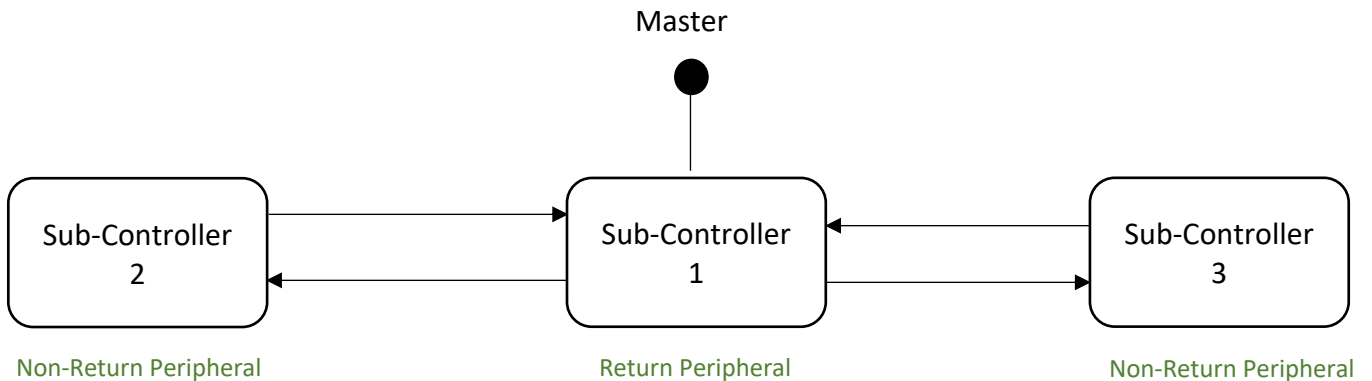 Master
Sub-Controller
2
Sub-Controller
1
Sub-Controller
3
Non-Return Peripheral
Return Peripheral
Non-Return Peripheral